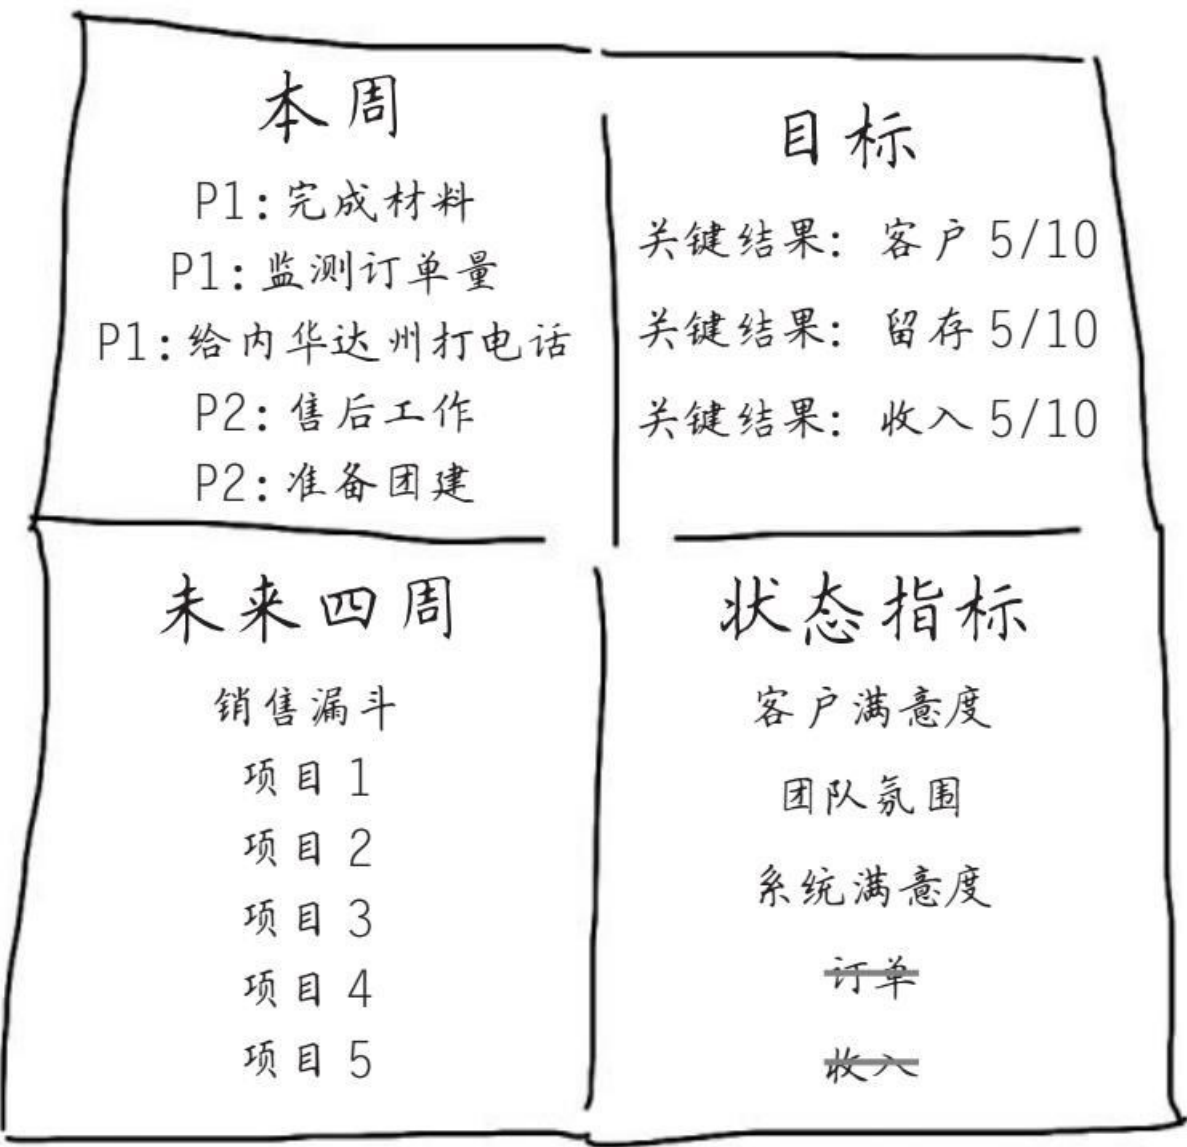 本周
P1:完成材料
P1:监测订单量
P1:给内华达州打电话
P2:售后工作
P2:准备团建
目标
关键结果：客户 5/10
关键结果：留存 5/10
关键结果：收入 5/10
未来四周
销售漏斗
项目 1
项目 2
项目 3
项目 4
项目 5
状态指标
客户满意度
团队氛围
系统满意度
订单
收入